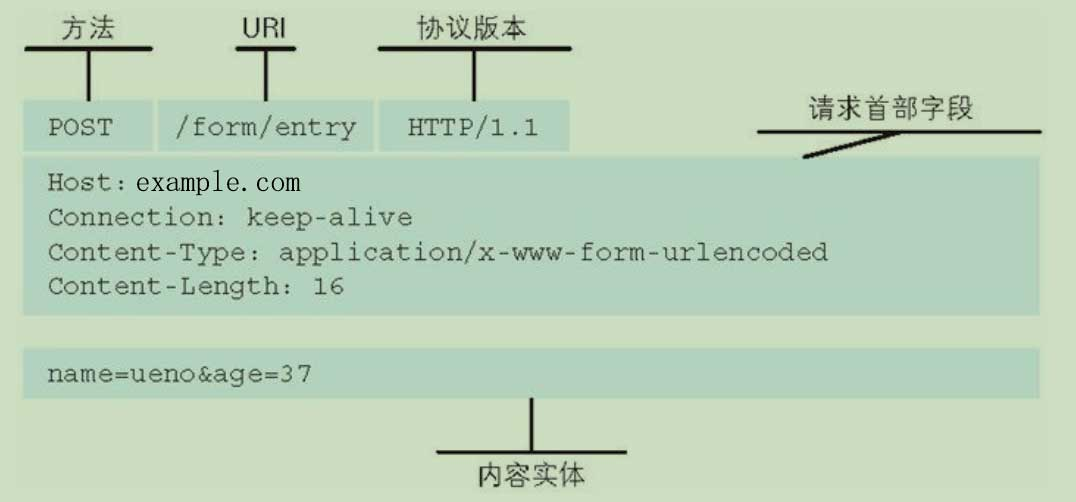 方法 URI 协议版本
请求首部字段
POST /form/entry HTTP/1.1
Host: example.com
Connection: keep-alive
Content-Type: application/x-www-form-urlencoded
Content-Length: 16
name=ueno&age=37
内容实体